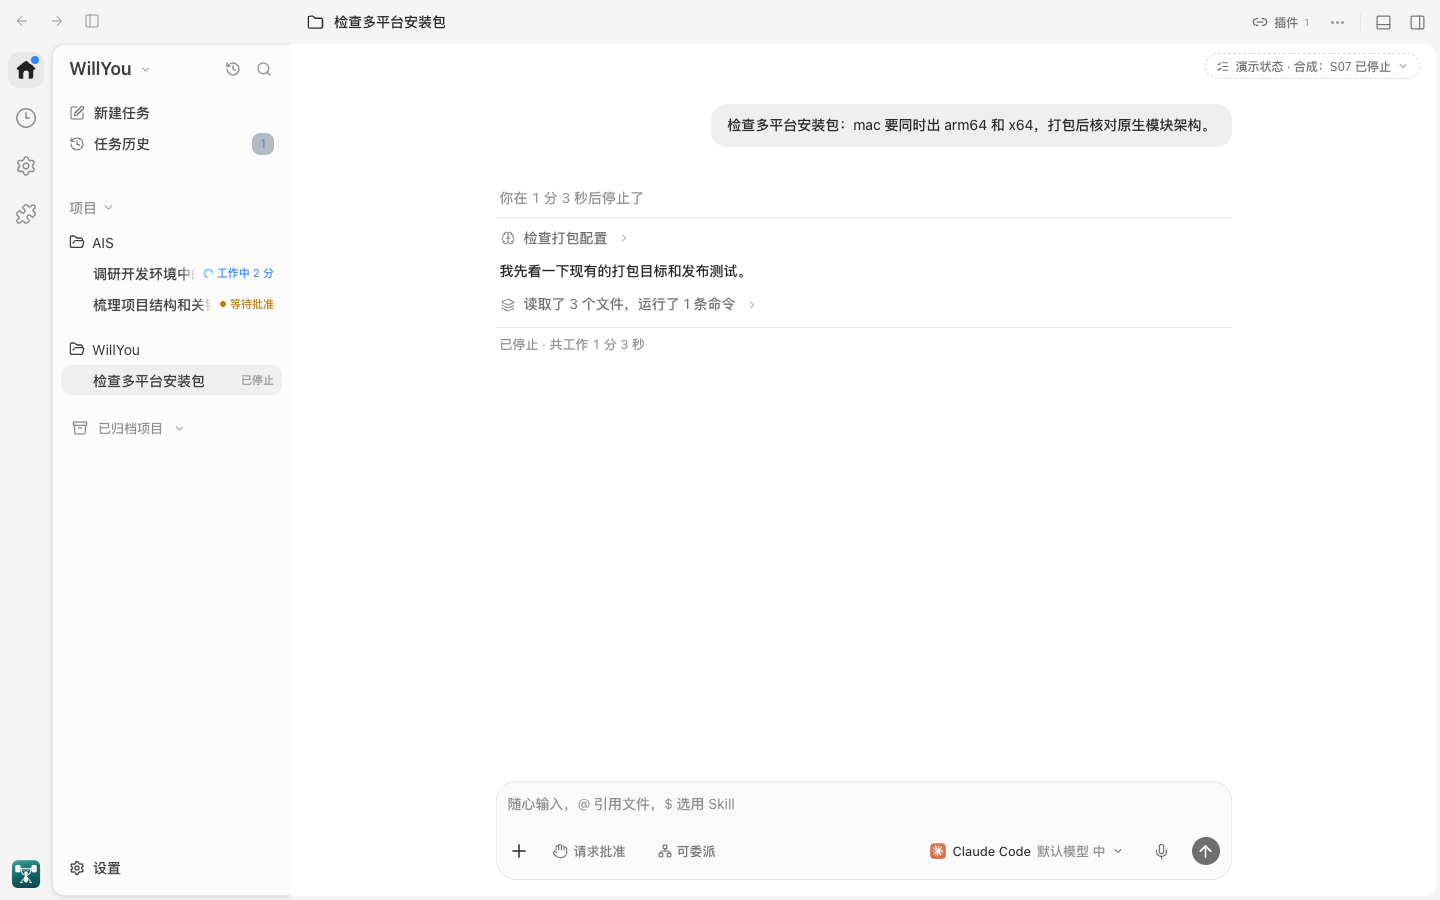 检查多平台安装包
插件 1
WillYou
演示状态 · 合成：S07 已停止
新建任务
检查多平台安装包：mac 要同时出 arm64 和 x64，打包后核对原生模块架构。
任务历史 1
你在 1 分 3 秒后停止了
项目
检查打包配置
AIS
调研开发环境中 工作中 2 分
我先看一下现有的打包目标和发布测试。
梳理项目结构和关 等待批准
读取了 3 个文件，运行了 1 条命令
WillYou
已停止 · 共工作 1 分 3 秒
检查多平台安装包 已停止
已归档项目
随心输入，@ 引用文件，$ 选用 Skill
请求批准 可委派 Claude Code 默认模型 中
设置